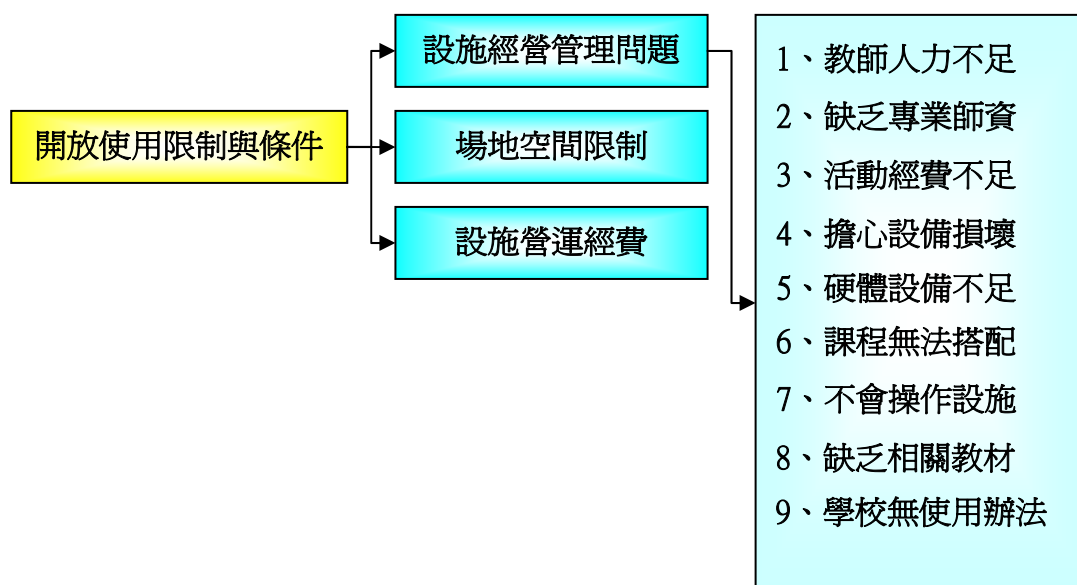 開放使用限制與條件
設施經營管理問題
場地空間限制
設施營運經費
1、教師人力不足
2、缺乏專業師資
3、活動經費不足
4、擔心設備損壞
5、硬體設備不足
6、課程無法搭配
7、不會操作設施
8、缺乏相關教材
9、學校無使用辦法